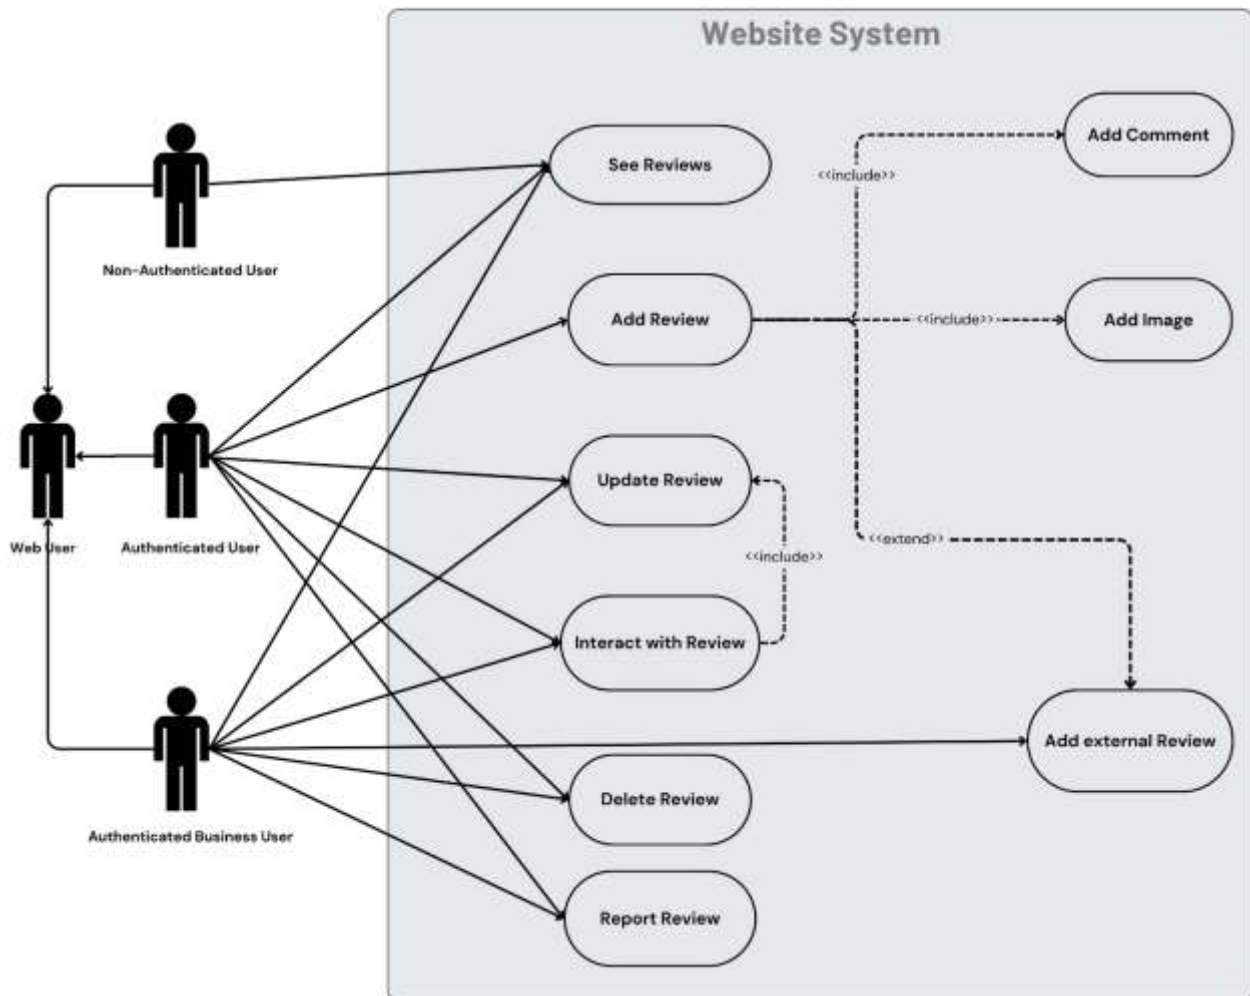 Website System
Add Comment
See Reviews
<<include>>
Non-Authenticated User
Add Review
<<include>>
Add Image
Update Review
Web User
Authenticated User
<<extend>>
<<include>>
Interact with Review
Add external Review
Delete Review
Authenticated Business User
Report Review